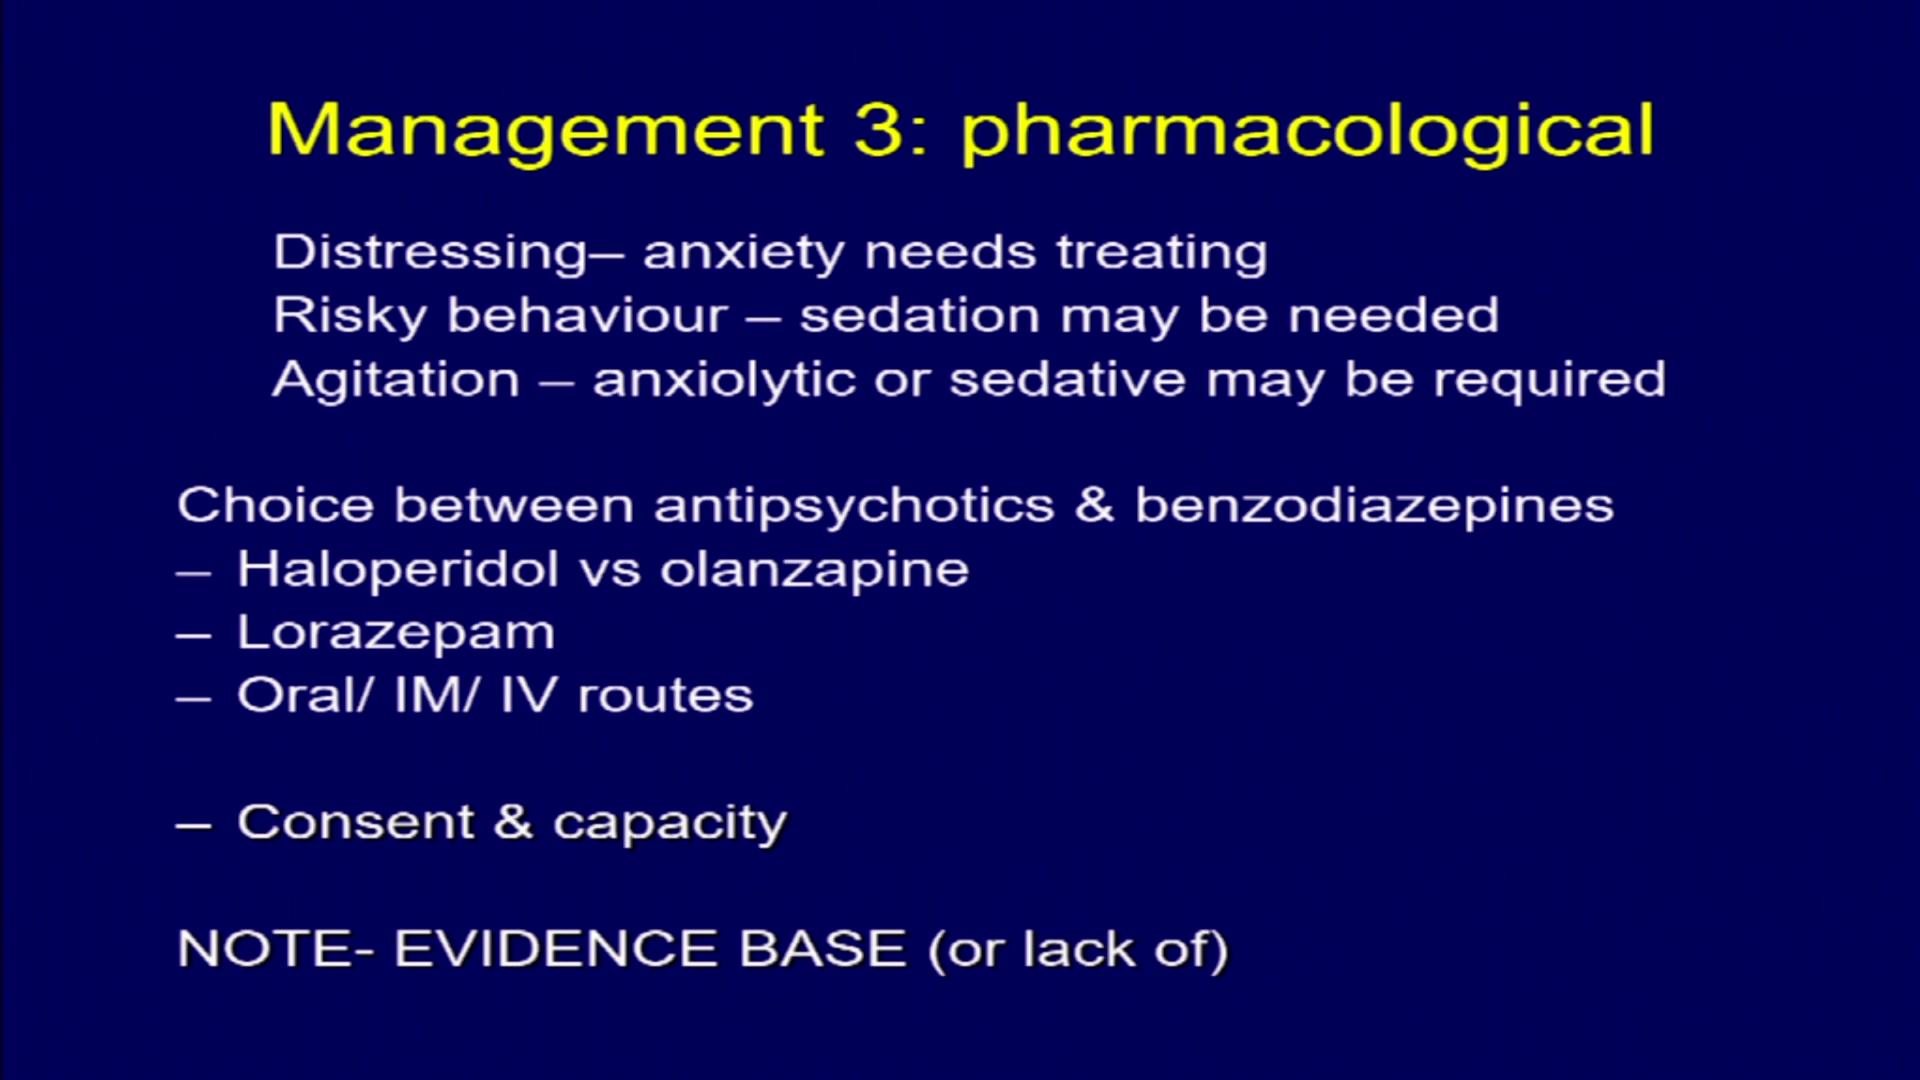 Management 3: pharmacological
Distressing– anxiety needs treating
Risky behaviour – sedation may be needed
Agitation – anxiolytic or sedative may be required
Choice between antipsychotics & benzodiazepines
– Haloperidol vs olanzapine
– Lorazepam
– Oral/ IM/ IV routes
– Consent & capacity
NOTE- EVIDENCE BASE (or lack of)